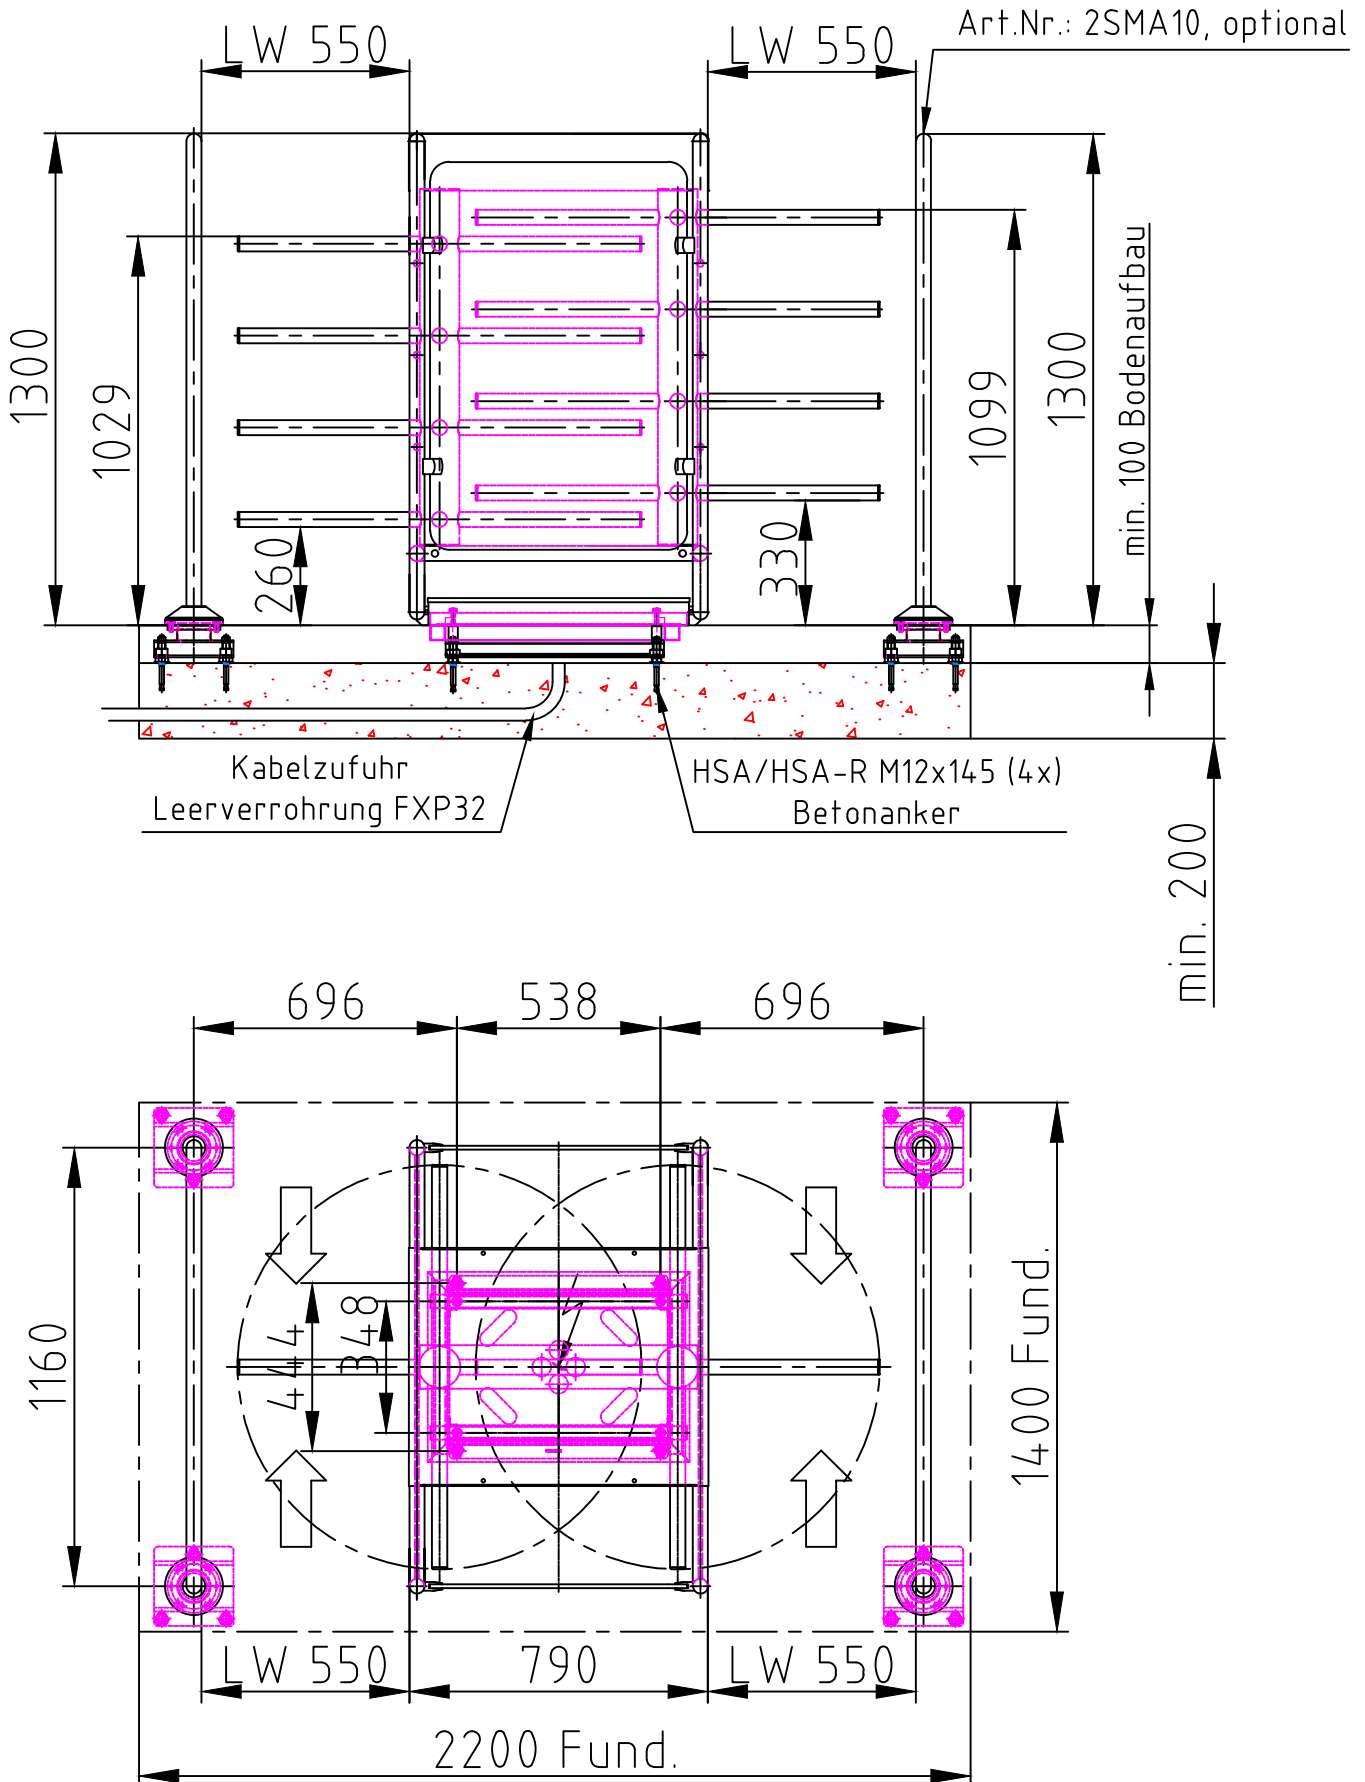 Art.Nr.: 2SMA10, optional
LW 550
LW 550
1300
1029
260
330
1099
1300
min. 100 Bodenaufbau
Kabelzufuhr
Leerverrohrung FXP32
HSA/HSA-R M12x145 (4x)
Betonanker
min. 200
696
538
696
1160
444
348
1400 Fund.
LW 550
790
LW 550
2200 Fund.